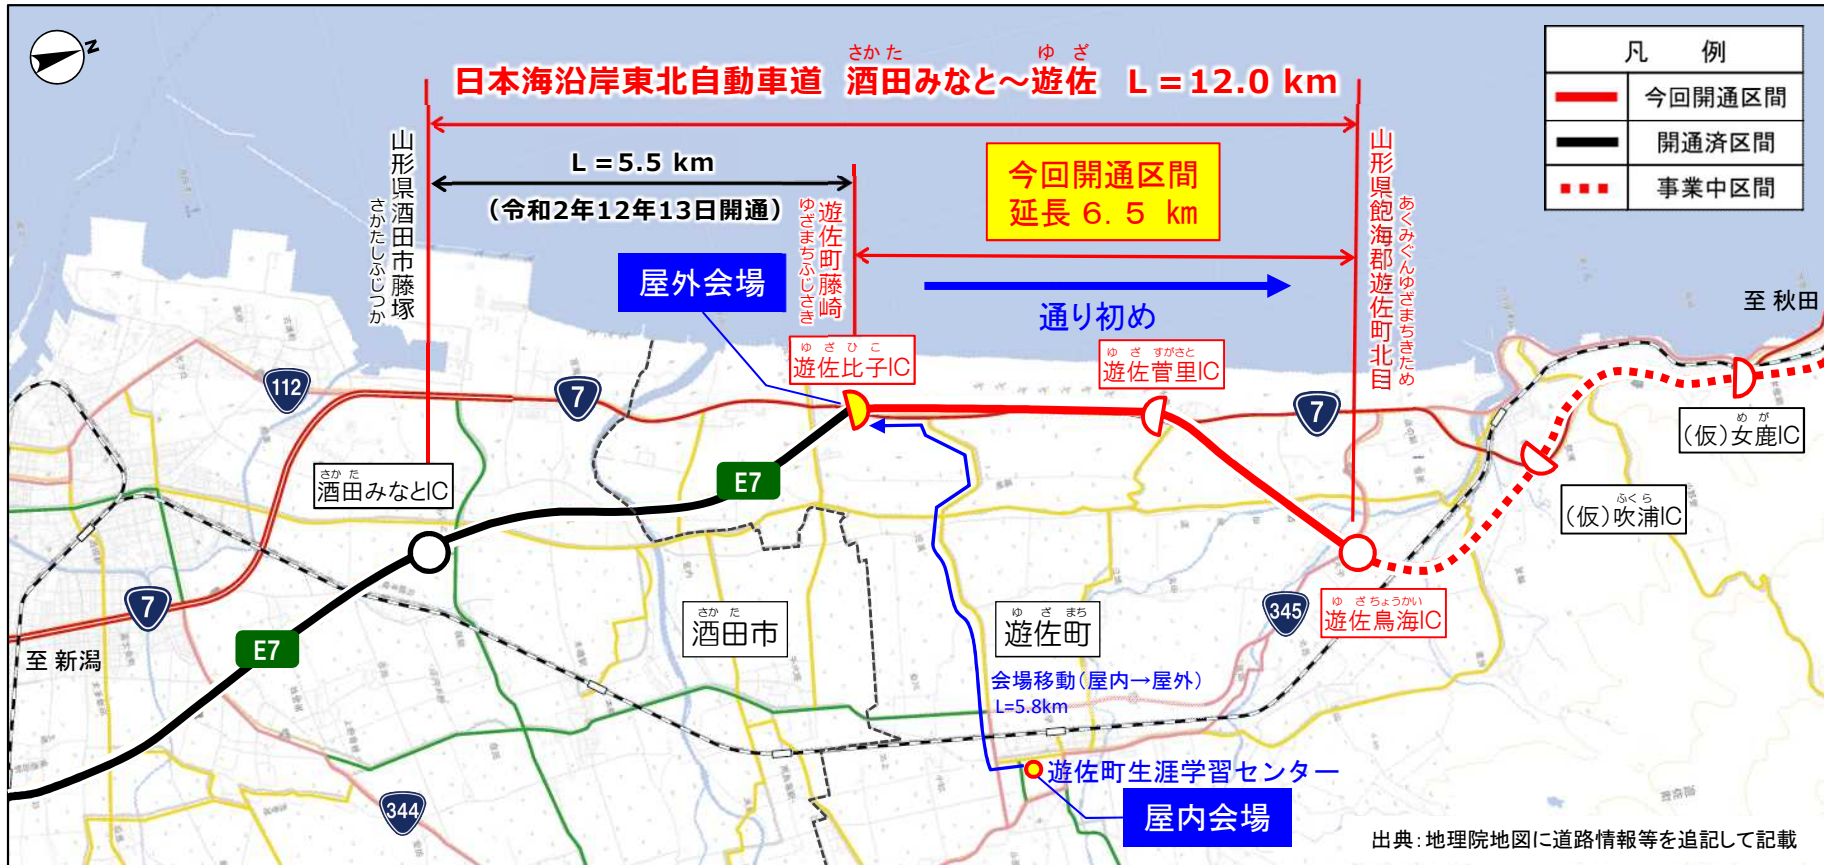 N
さかた ゆざ
日本海沿岸東北自動車道 酒田みなと～遊佐 L=12.0 km
凡 例
今回開通区間
開通済区間
事業中区間
L=5.5 km
(令和2年12年13日開通)
今回開通区間
延長 6.5 km
山形県酒田市藤塚
さかたしふじつか
遊佐町藤崎
ゆざまちふじさき
山形県飽海郡遊佐町北目
あくみぐんゆざまちきため
屋外会場
通り初め
至 秋田
ゆざひこ
遊佐比子IC
ゆざ すがさと
遊佐菅里IC
112
7
7
めが
(仮)女鹿IC
さかた
酒田みなとIC
E7
ふくら
(仮)吹浦IC
7
E7
至 新潟
さかた
酒田市
ゆざまち
遊佐町
345
ゆざちょうかい
遊佐鳥海IC
会場移動(屋内→屋外)
L=5.8km
遊佐町生涯学習センター
屋内会場
344
出典:地理院地図に道路情報等を追記して記載